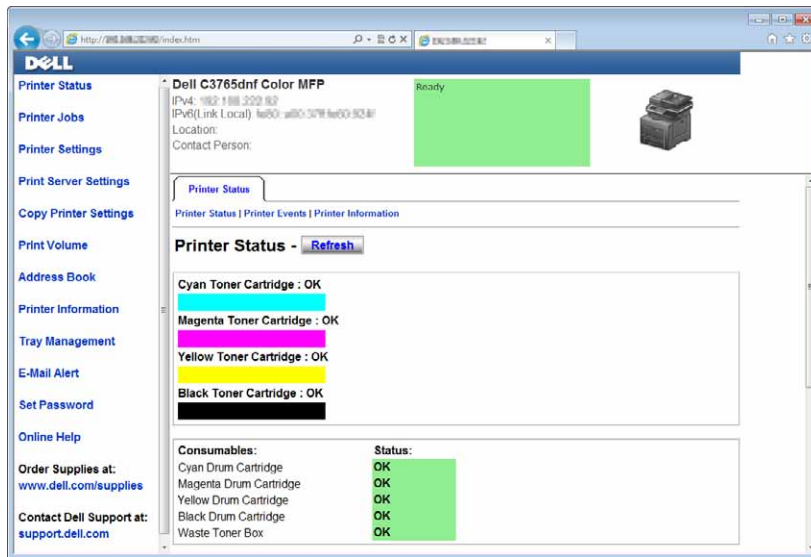 http:// /index.htm
DELL
Printer Status
Printer Jobs
Printer Settings
Print Server Settings
Copy Printer Settings
Print Volume
Address Book
Printer Information
Tray Management
E-Mail Alert
Set Password
Online Help
Order Supplies at:
www.dell.com/supplies
Contact Dell Support at:
support.dell.com
Dell C3765dnf Color MFP
IPv4:
IPv6(Link Local):
Location:
Contact Person:
Ready
Printer Status
Printer Status | Printer Events | Printer Information
Printer Status - Refresh
Cyan Toner Cartridge : OK
Magenta Toner Cartridge : OK
Yellow Toner Cartridge : OK
Black Toner Cartridge : OK
Consumables: Status:
Cyan Drum Cartridge OK
Magenta Drum Cartridge OK
Yellow Drum Cartridge OK
Black Drum Cartridge OK
Waste Toner Box OK